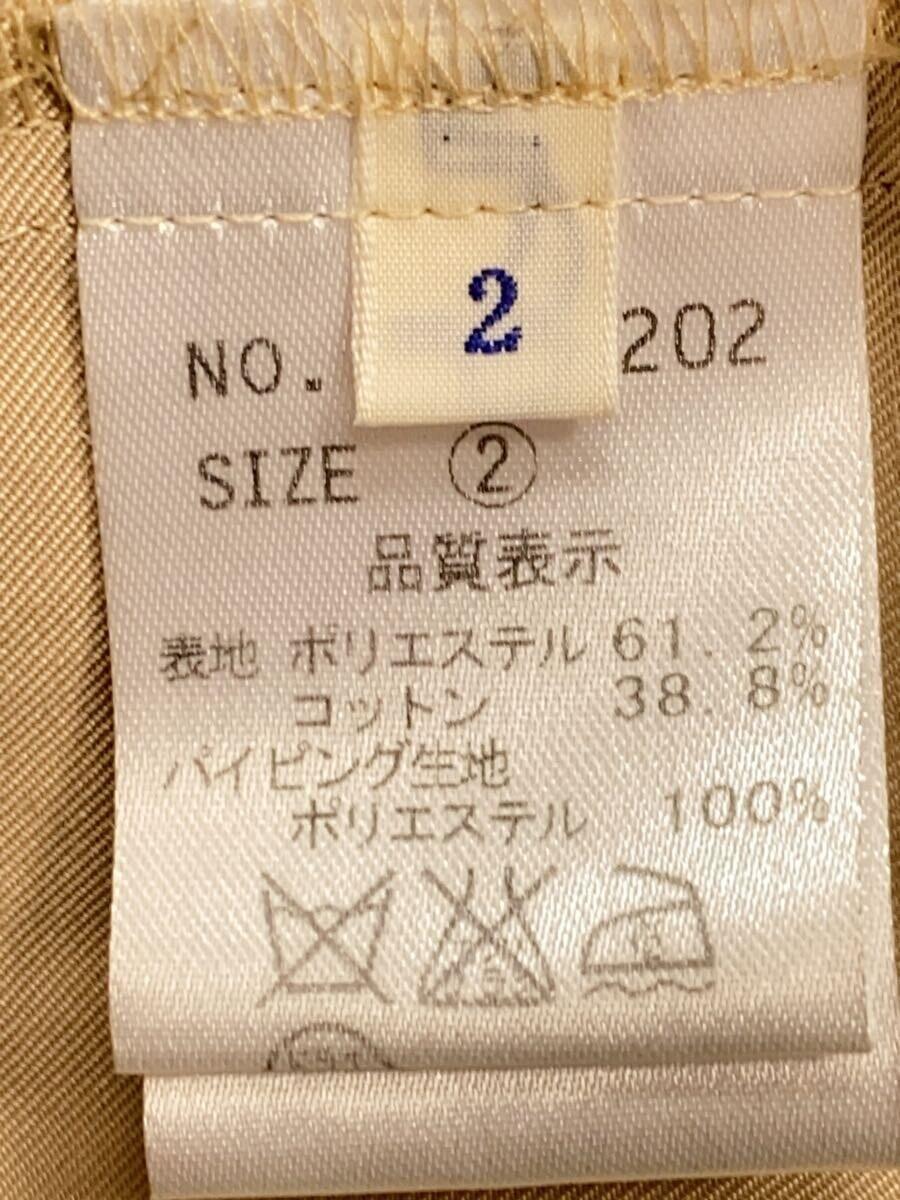 2
NO. 202
SIZE ②
品質表示
表地 ポリエステル 61.2%
コットン 38.8%
パイピング生地
ポリエステル 100%